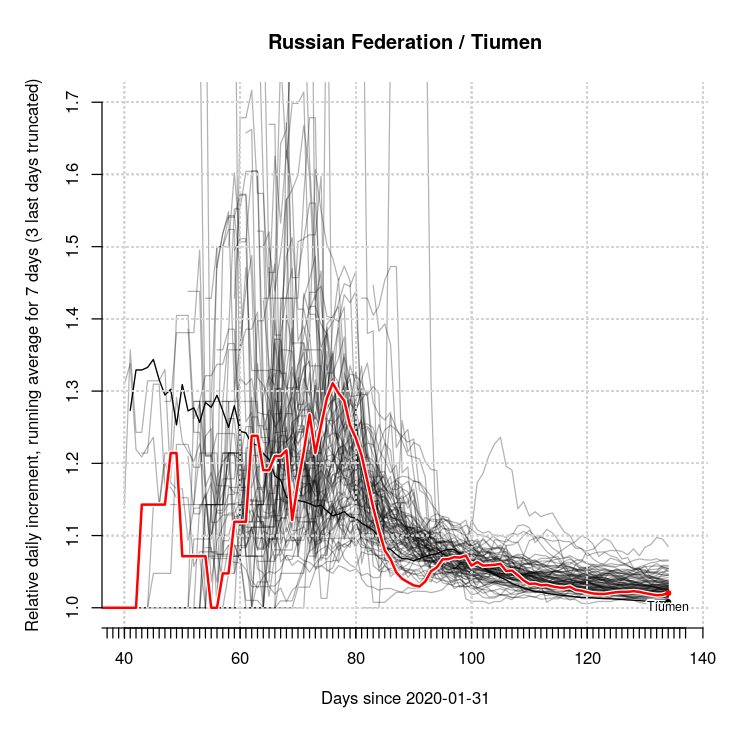 Russian Federation / Tiumen
Relative daily increment, running average for 7 days (3 last days truncated)
1.7
1.6
1.5
1.4
1.3
1.2
1.1
1.0
Tiumen
40 60 80 100 120 140
Days since 2020-01-31